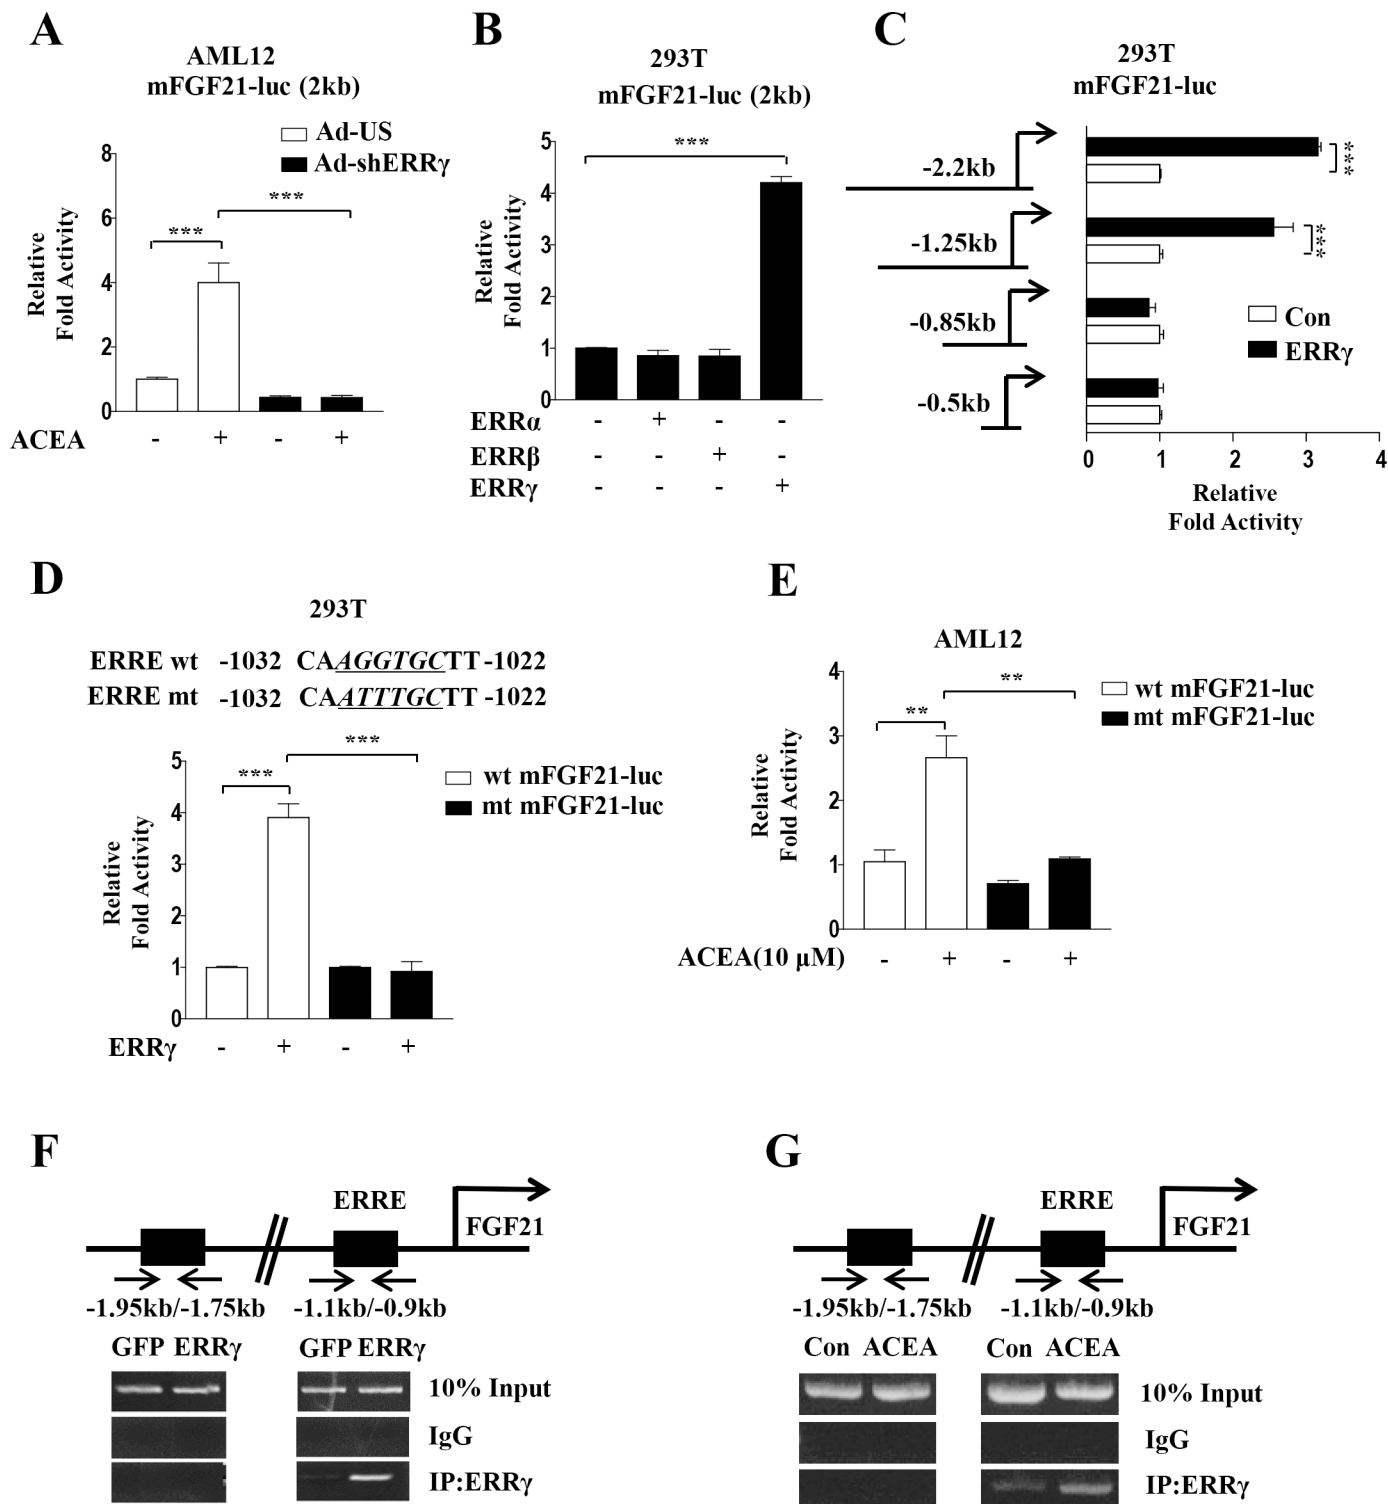 A
AML12
mFGF21-luc (2kb)
Ad-US
Ad-shERRγ
Relative
Fold Activity
8
6
4
2
0
***
***
ACEA - + - +
B
293T
mFGF21-luc (2kb)
Relative
Fold Activity
5
4
3
2
1
0
***
ERRα - + - -
ERRβ - - + -
ERRγ - - - +
C
293T
mFGF21-luc
-2.2kb
-1.25kb
-0.85kb
-0.5kb
***
***
Con
ERRγ
0 1 2 3 4
Relative
Fold Activity
D
293T
ERRE wt -1032 CAAGGTGCTT -1022
ERRE mt -1032 CAATTTGCTT -1022
Relative
Fold Activity
5
4
3
2
1
0
***
***
wt mFGF21-luc
mt mFGF21-luc
ERRγ - + - +
E
AML12
Relative
Fold Activity
4
3
2
1
0
**
**
wt mFGF21-luc
mt mFGF21-luc
ACEA(10 μM) - + - +
F
ERRE
FGF21
-1.95kb/-1.75kb -1.1kb/-0.9kb
GFP ERRγ GFP ERRγ
10% Input
IgG
IP:ERRγ
G
ERRE
FGF21
-1.95kb/-1.75kb -1.1kb/-0.9kb
Con ACEA Con ACEA
10% Input
IgG
IP:ERRγ